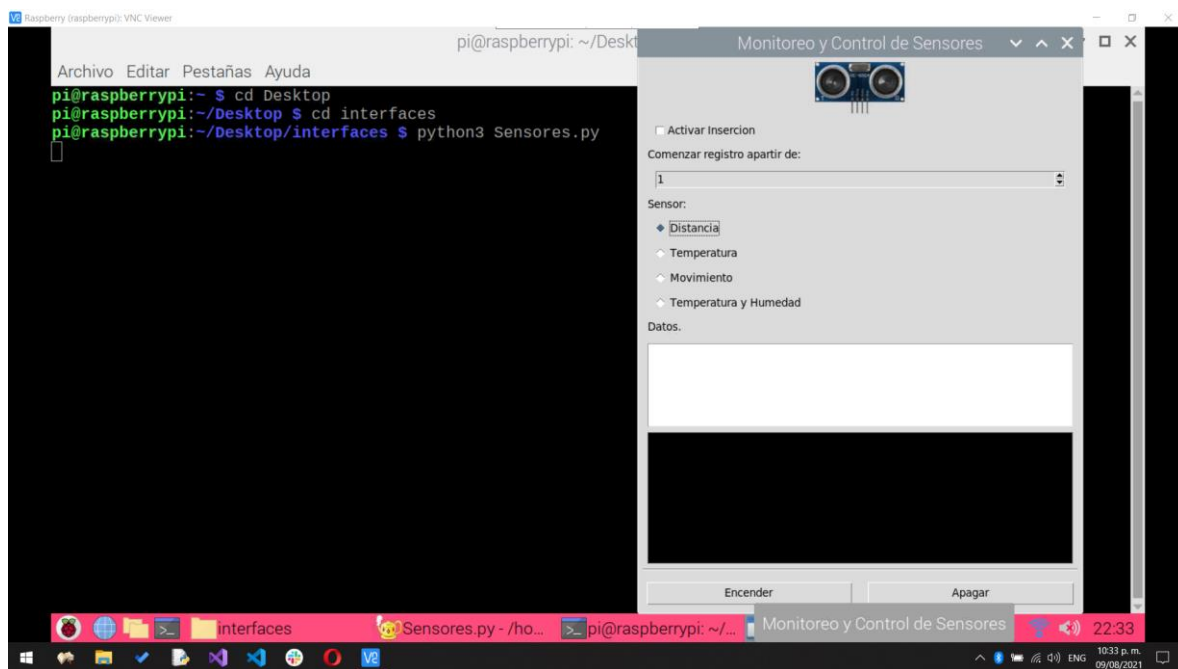 Raspberry (raspberrypi): VNC Viewer
pi@raspberrypi: ~/Deskt
Archivo Editar Pestañas Ayuda
pi@raspberrypi:~ $ cd Desktop
pi@raspberrypi:~/Desktop $ cd interfaces
pi@raspberrypi:~/Desktop/interfaces $ python3 Sensores.py
Monitoreo y Control de Sensores
Activar Insercion
Comenzar registro apartir de:
1
Sensor:
Distancia
Temperatura
Movimiento
Temperatura y Humedad
Datos.
Encender Apagar
Monitoreo y Control de Sensores
interfaces Sensores.py - /ho... pi@raspberrypi: ~/... 22:33
ENG 10:33 p. m.
09/08/2021